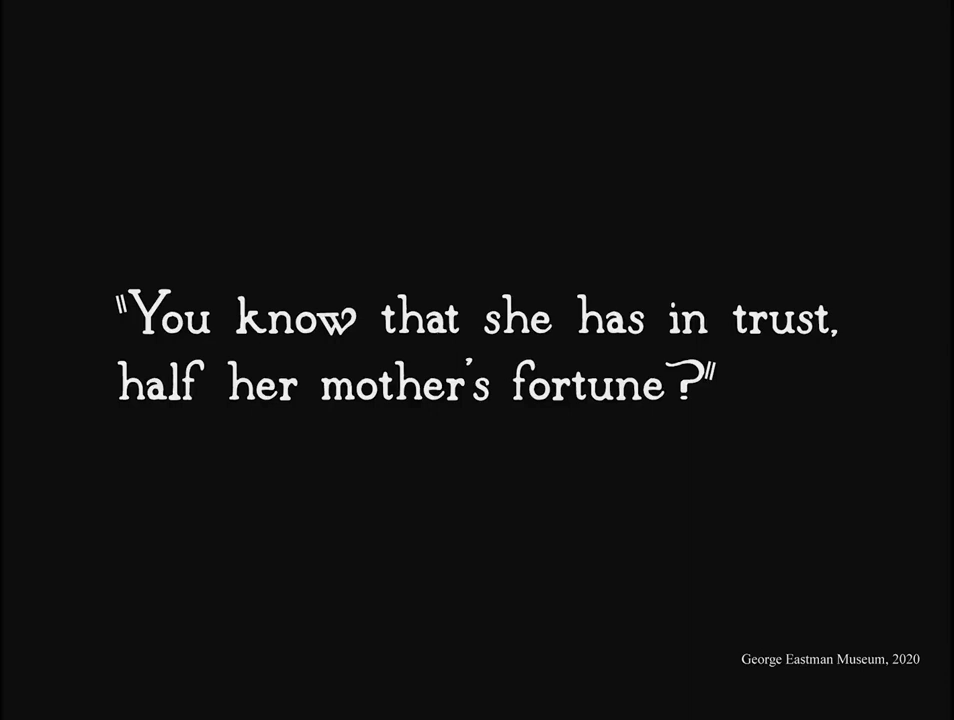 "You know that she has in trust,
half her mother's fortune?"
George Eastman Museum, 2020